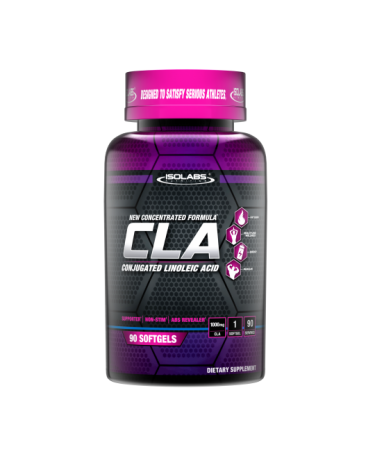 DESIGNED TO SATISFY SERIOUS ATHLETES.
ISOLABS
NEW CONCENTRATED FORMULA
CLA
CONJUGATED LINOLEIC ACID
90 SOFTGELS
1000mg
CLA
1
90
DIETARY SUPPLEMENT